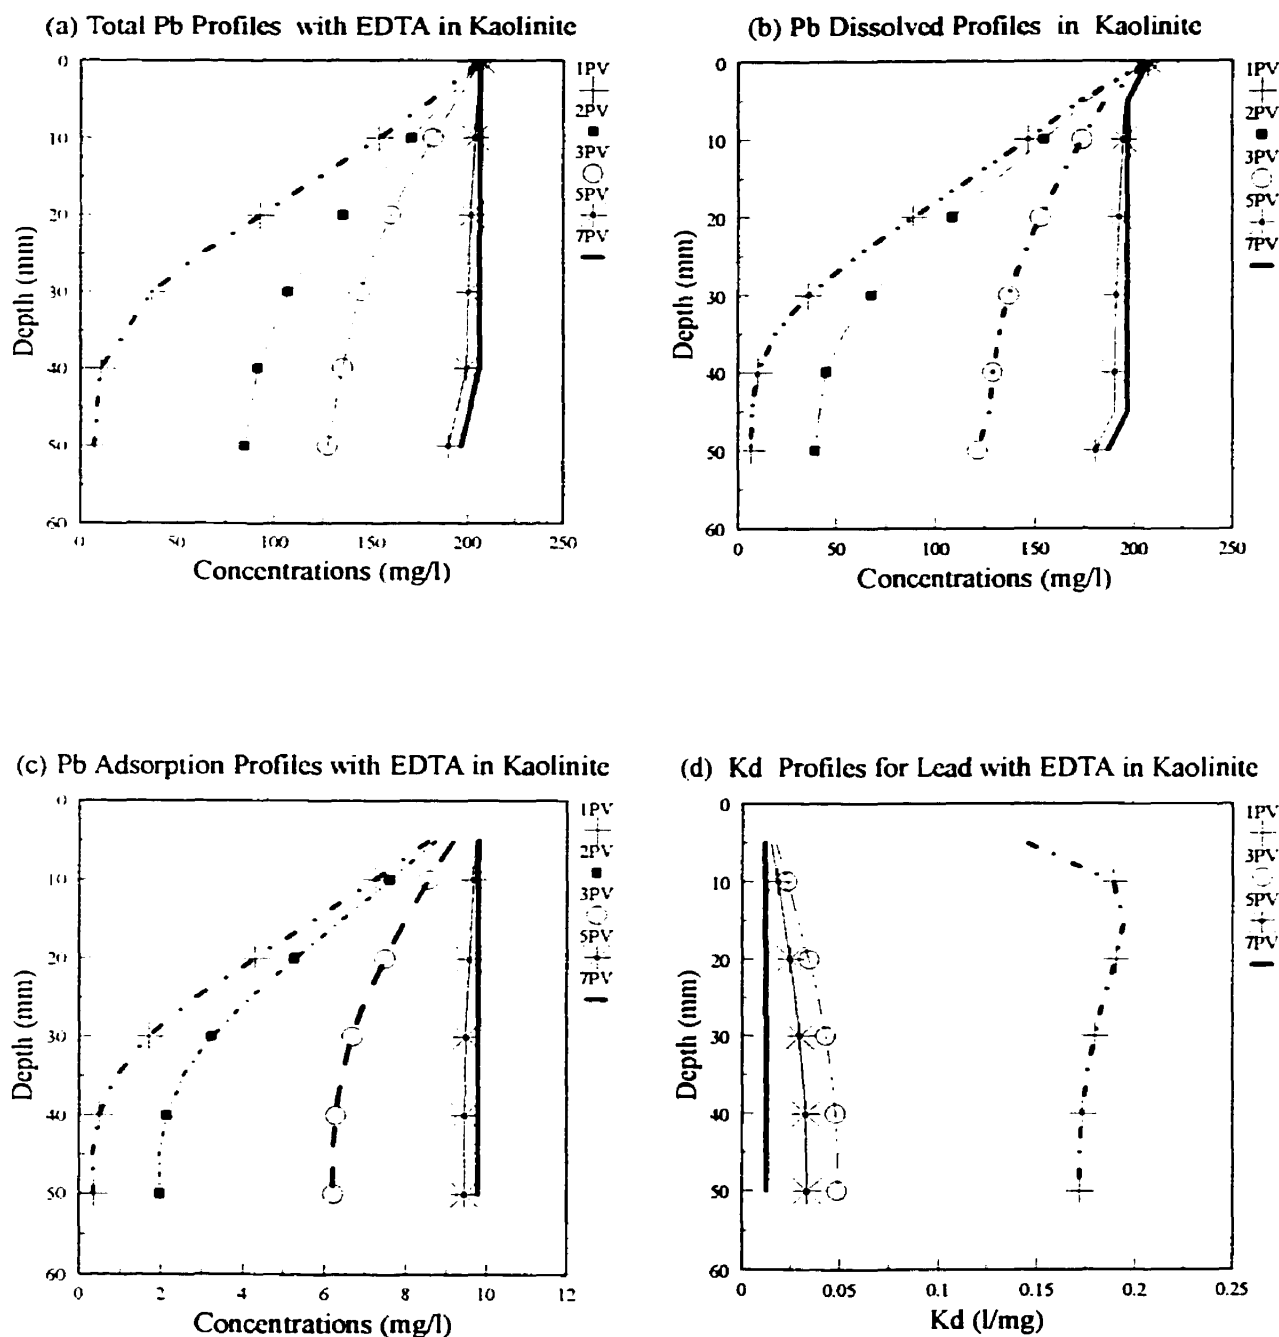 (a) Total Pb Profiles with EDTA in Kaolinite
0
10
20
30
40
50
60
Depth (mm)
0 50 100 150 200 250
Concentrations (mg/l)
1PV
2PV
3PV
5PV
7PV
(b) Pb Dissolved Profiles in Kaolinite
0
10
20
30
40
50
60
Depth (mm)
0 50 100 150 200 250
Concentrations (mg/l)
1PV
2PV
3PV
5PV
7PV
(c) Pb Adsorption Profiles with EDTA in Kaolinite
0
10
20
30
40
50
60
Depth (mm)
0 2 4 6 8 10 12
Concentrations (mg/l)
1PV
2PV
3PV
5PV
7PV
(d) Kd Profiles for Lead with EDTA in Kaolinite
0
10
20
30
40
50
60
Depth (mm)
0 0.05 0.1 0.15 0.2 0.25
Kd (l/mg)
1PV
3PV
5PV
7PV